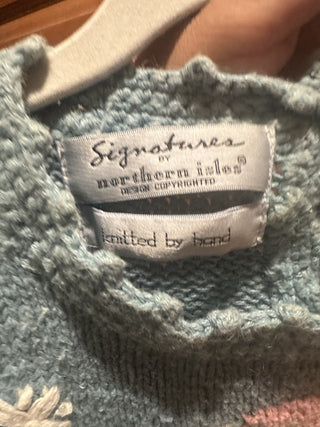 Signatures
BY
northern isles®
DESIGN COPYRIGHTED
knitted by hand